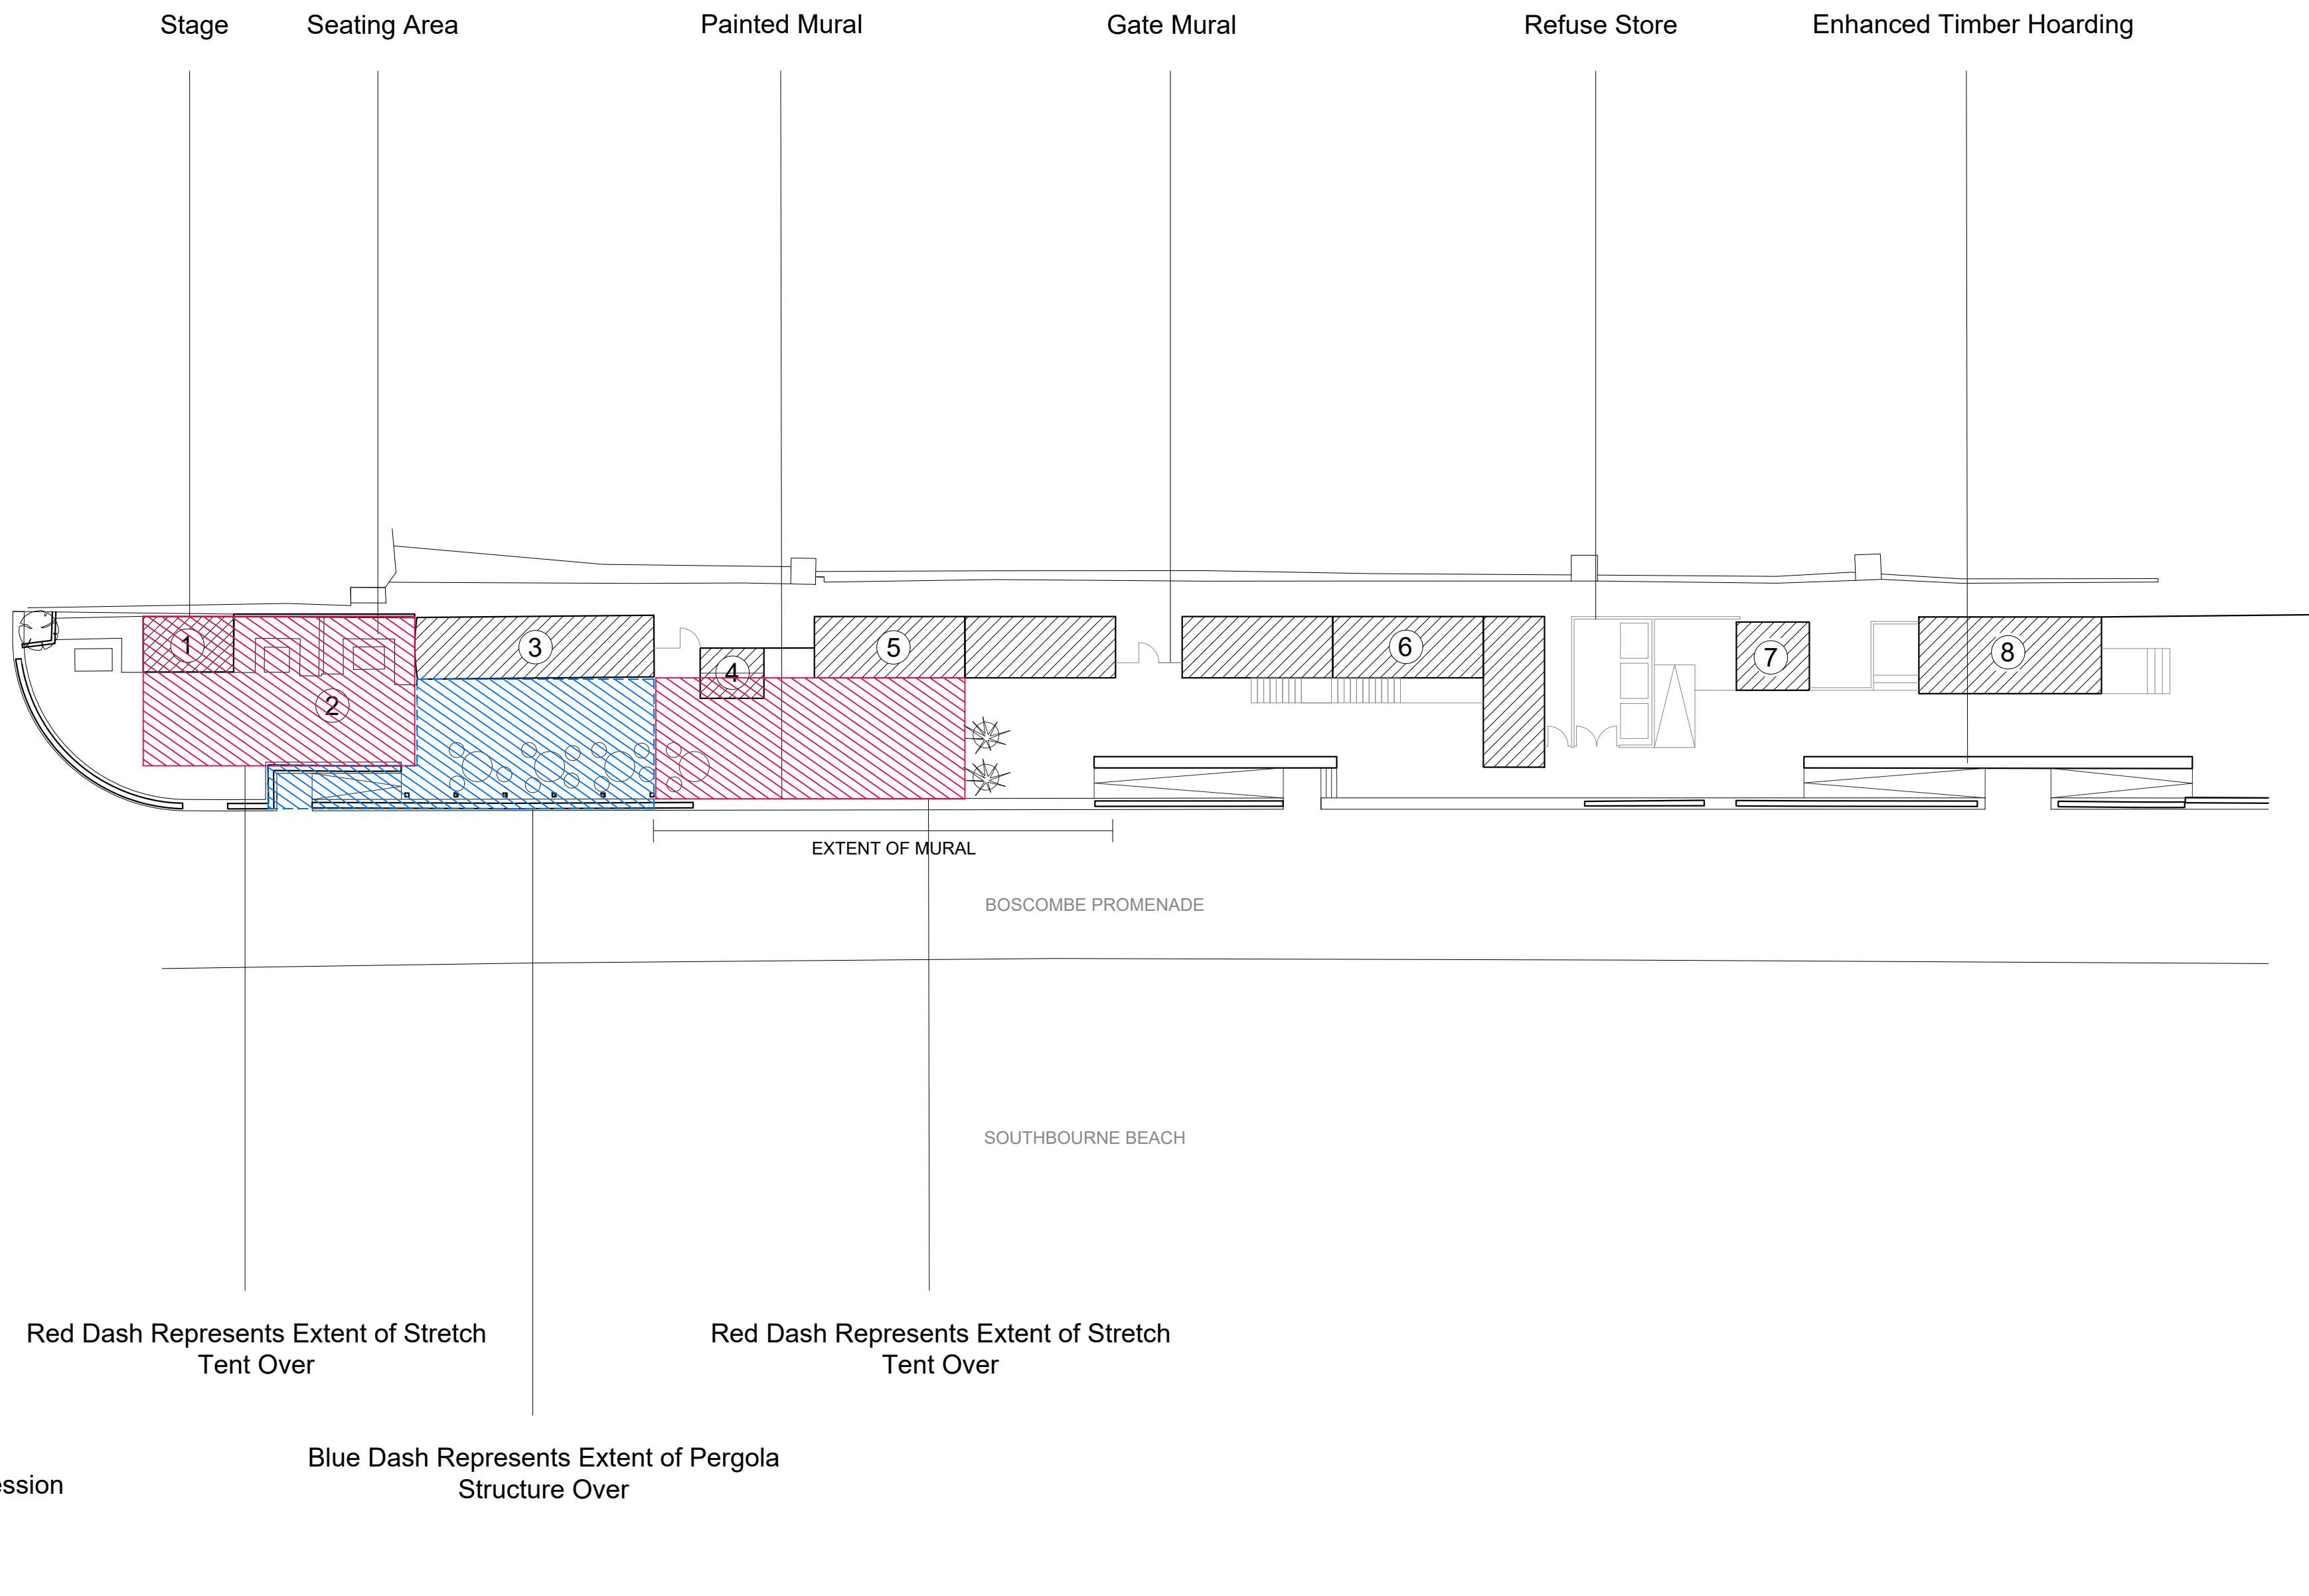 Stage
Seating Area
Painted Mural
Gate Mural
Refuse Store
Enhanced Timber Hoarding
1
2
3
4
5
6
7
8
EXTENT OF MURAL
BOSCOMBE PROMENADE
SOUTHBOURNE BEACH
Red Dash Represents Extent of Stretch
Tent Over
Red Dash Represents Extent of Stretch
Tent Over
Blue Dash Represents Extent of Pergola
Structure Over